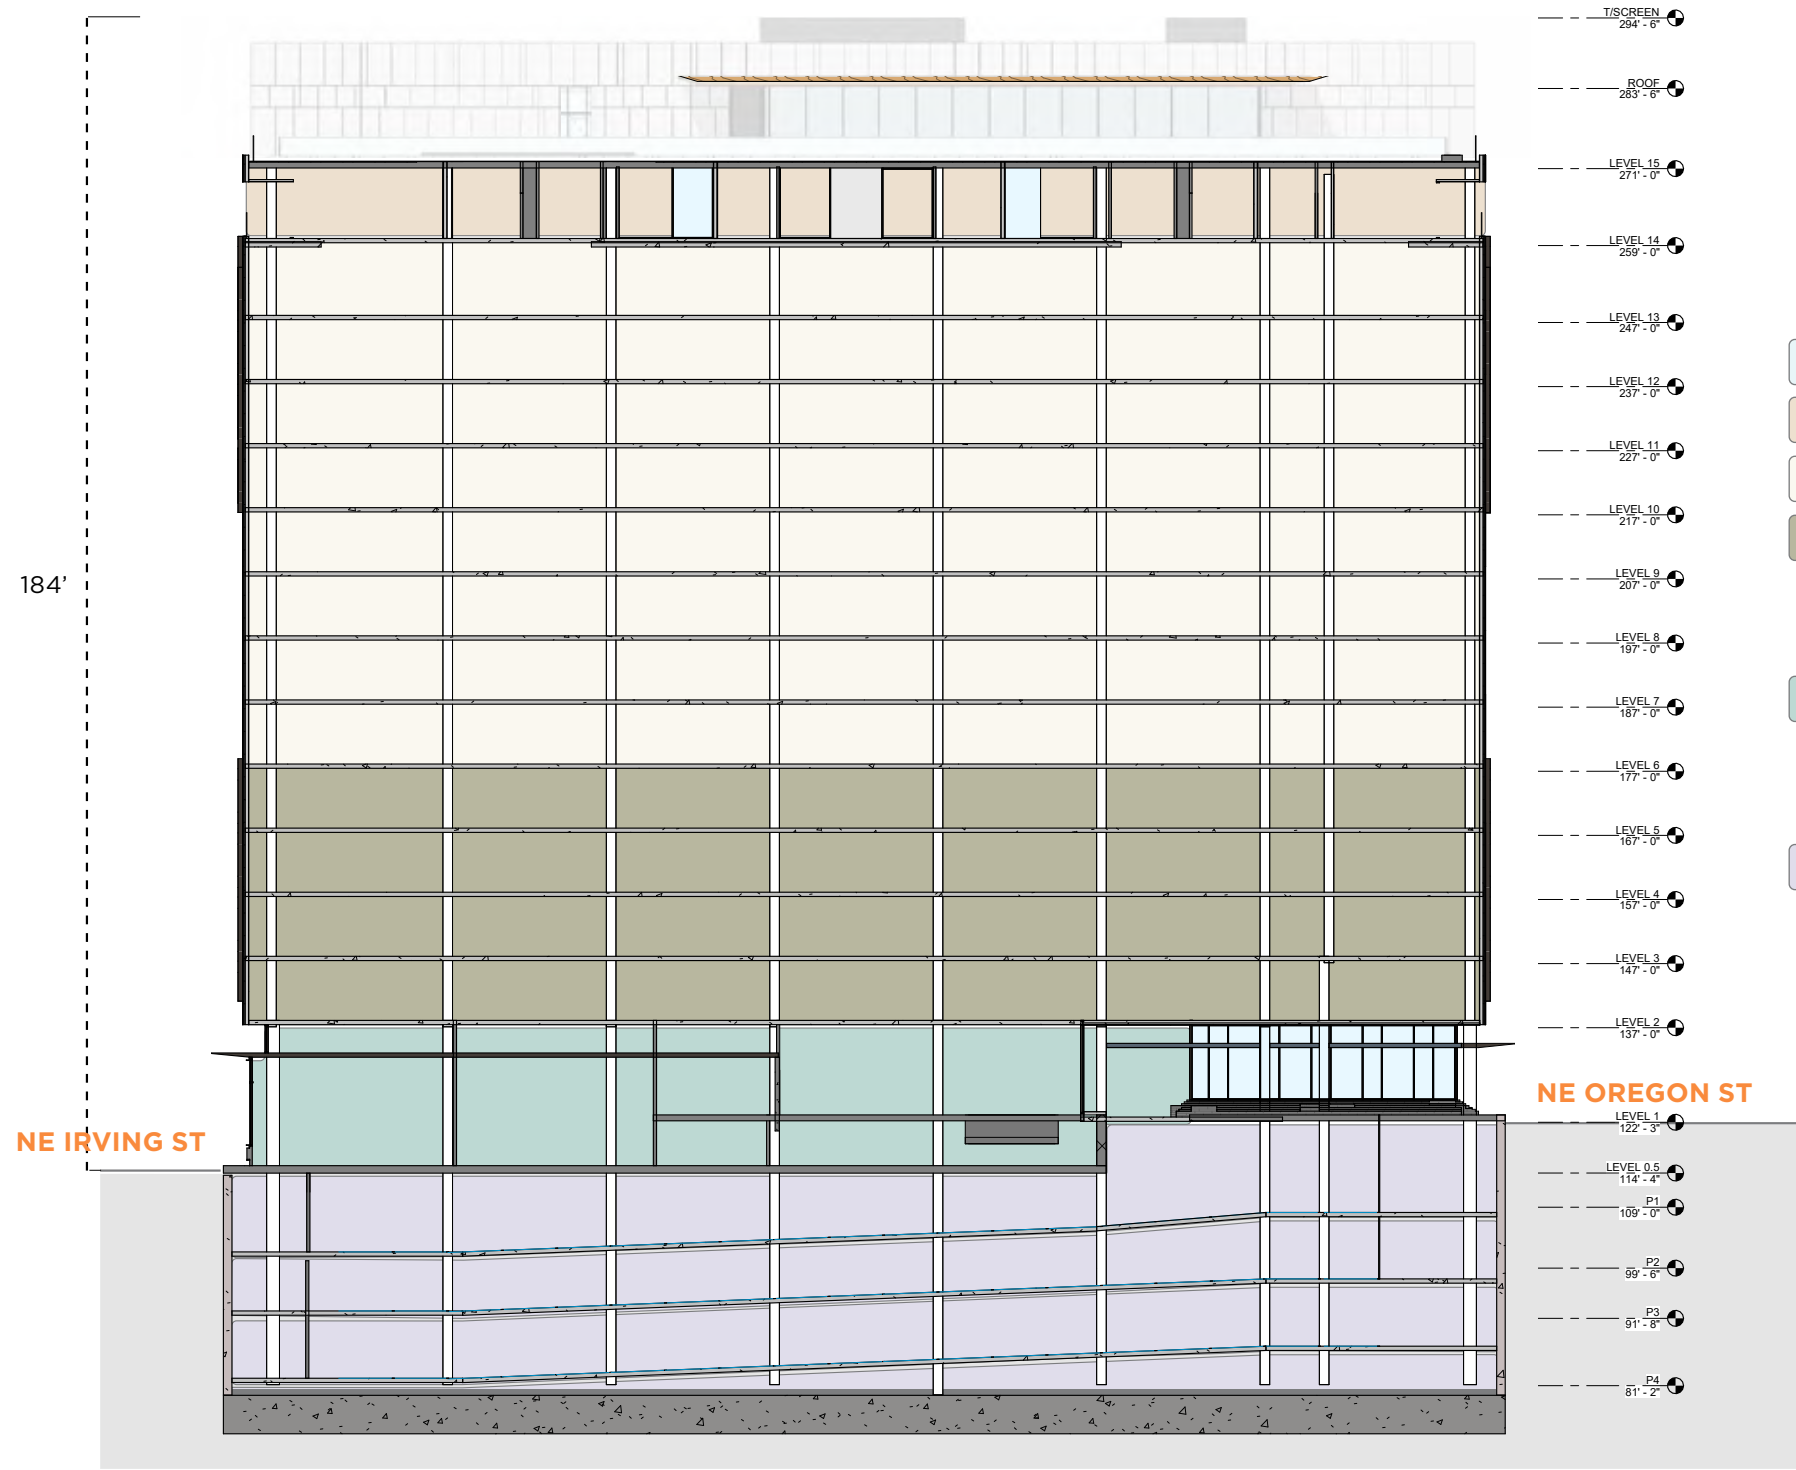 T/SCREEN
294' - 6"
ROOF
283' - 6"
LEVEL 15
271' - 0"
LEVEL 14
259' - 0"
LEVEL 13
247' - 0"
LEVEL 12
237' - 0"
LEVEL 11
227' - 0"
LEVEL 10
217' - 0"
184'
LEVEL 9
207' - 0"
LEVEL 8
197' - 0"
LEVEL 7
187' - 0"
LEVEL 6
177' - 0"
LEVEL 5
167' - 0"
LEVEL 4
157' - 0"
LEVEL 3
147' - 0"
LEVEL 2
137' - 0"
NE OREGON ST
LEVEL 1
122' - 3"
NE IRVING ST
LEVEL 0.5
114' - 4"
P1
109' - 0"
P2
99' - 6"
P3
91' - 8"
P4
81' - 2"